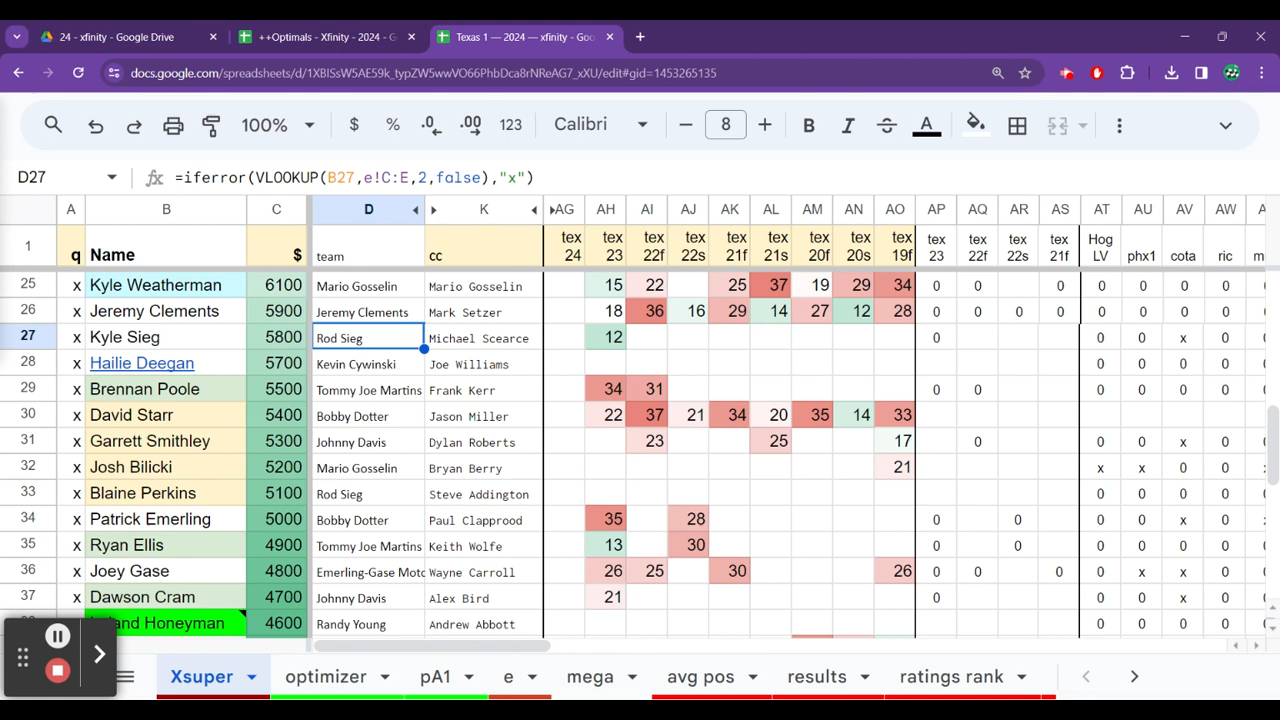 24 - xfinity - Google Drive ++Optimals - Xfinity - 2024 - G Texas 1 — 2024 — xfinity - Goo
docs.google.com/spreadsheets/d/1XBISsW5AE59k_typZW5wwVO66PhbDca8rNReAG7_xXU/edit#gid=1453265135
100% $ % .0 .00 123 Calibri - 8 + B I A
D27 fx =iferror(VLOOKUP(B27,e!C:E,2,false),"x")
A B C D K AG AH AI AJ AK AL AM AN AO AP AQ AR AS AT AU AV AW
1 q Name $ team cc tex 24 tex 23 tex 22f tex 22s tex 21f tex 21s tex 20f tex 20s tex 19f tex 23 tex 22f tex 22s tex 21f Hog LV phx1 cota ric
25 x Kyle Weatherman 6100 Mario Gosselin Mario Gosselin 15 22 25 37 19 29 34 0 0 0 0 0 0 0
26 x Jeremy Clements 5900 Jeremy Clements Mark Setzer 18 36 16 29 14 27 12 28 0 0 0 0 0 0 0 0
27 x Kyle Sieg 5800 Rod Sieg Michael Scearce 12 0 0 0 x 0
28 x Hailie Deegan 5700 Kevin Cywinski Joe Williams 0 0 0 0
29 x Brennan Poole 5500 Tommy Joe Martins Frank Kerr 34 31 0 0 0 0 0 0
30 x David Starr 5400 Bobby Dotter Jason Miller 22 37 21 34 20 35 14 33
31 x Garrett Smithley 5300 Johnny Davis Dylan Roberts 23 25 17 0 0 0 x 0
32 x Josh Bilicki 5200 Mario Gosselin Bryan Berry 21 x x 0 0
33 x Blaine Perkins 5100 Rod Sieg Steve Addington 0 0 0 0
34 x Patrick Emerling 5000 Bobby Dotter Paul Clapprood 35 28 0 0 0 0 x 0
35 x Ryan Ellis 4900 Tommy Joe Martins Keith Wolfe 13 30 0 0 0 0 0 0
36 x Joey Gase 4800 Emerling-Gase Moto Wayne Carroll 26 25 30 26 0 0 0 0 x x 0
37 x Dawson Cram 4700 Johnny Davis Alex Bird 21 0 0 0 x 0
and Honeyman 4600 Randy Young Andrew Abbott 0 0 0 0
Xsuper optimizer pA1 e mega avg pos results ratings rank